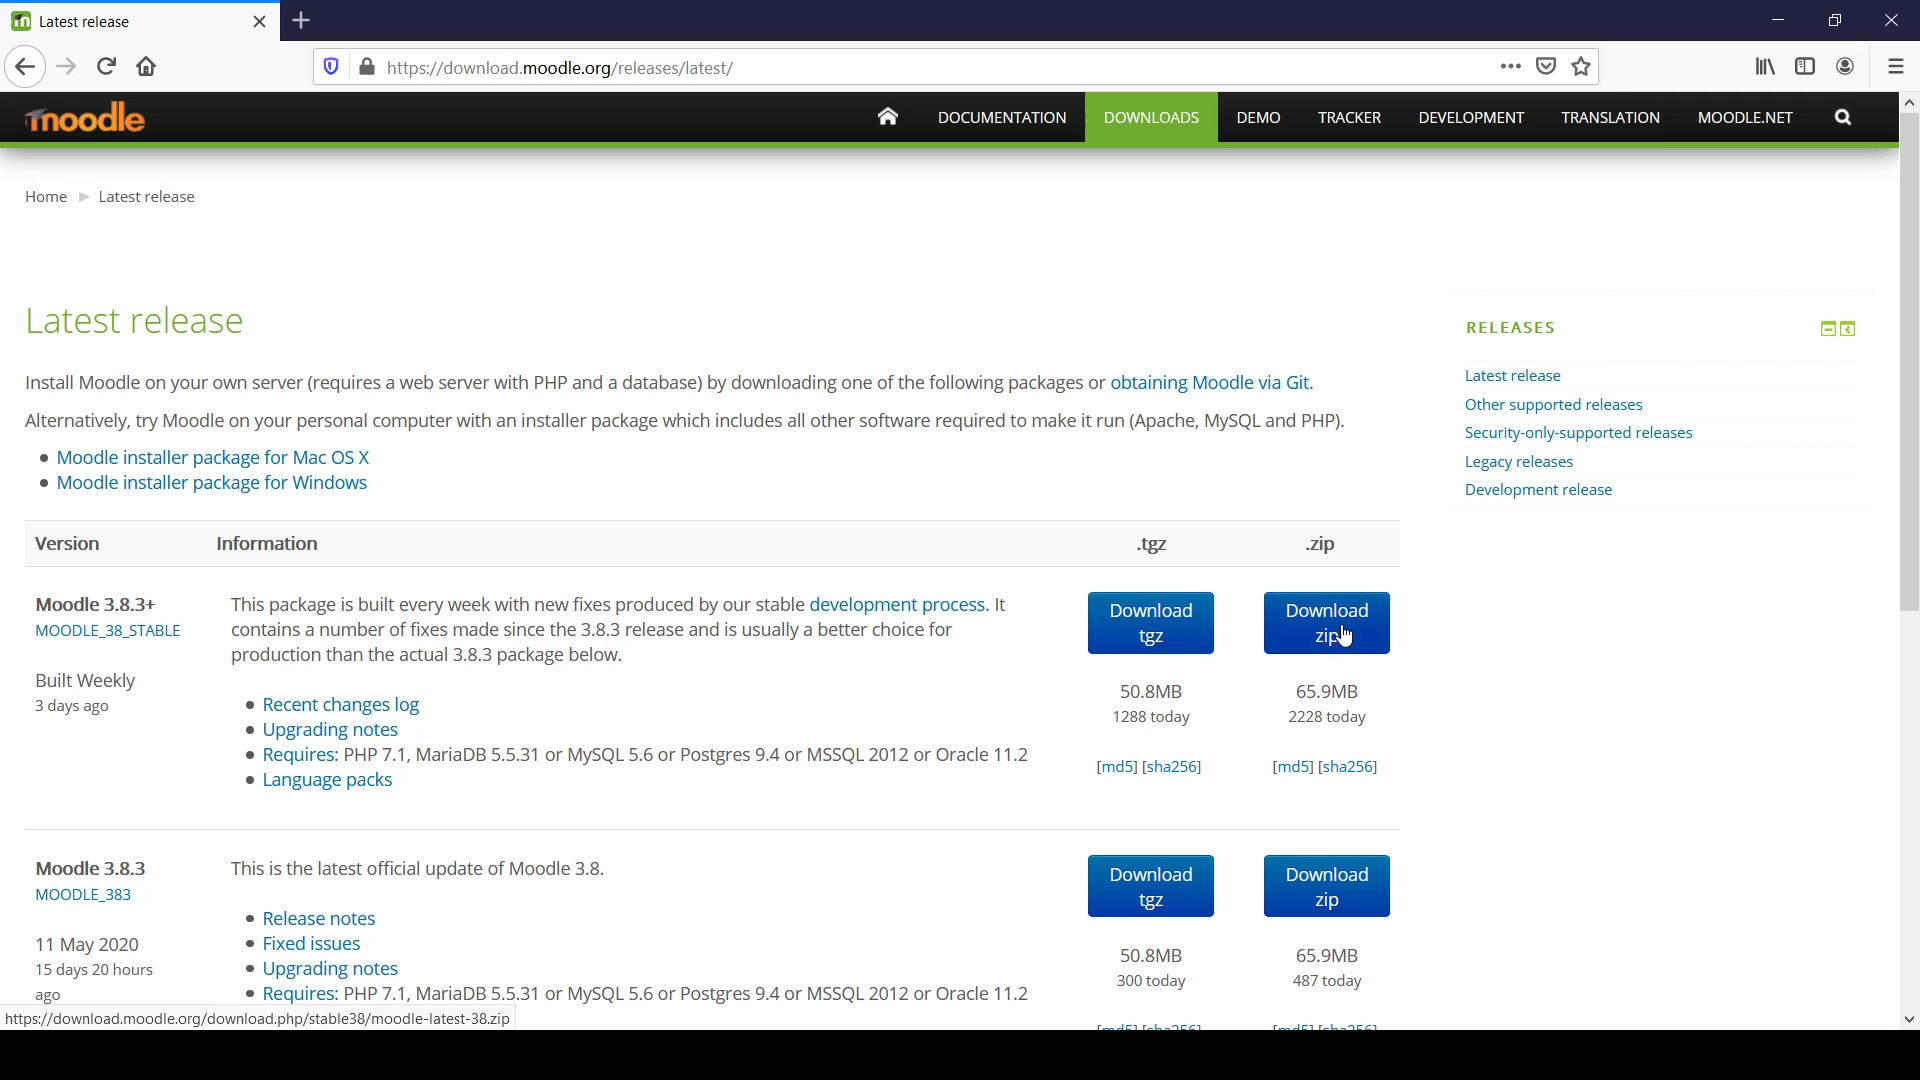 Latest release
https://download.moodle.org/releases/latest/
moodle
DOCUMENTATION DOWNLOADS DEMO TRACKER DEVELOPMENT TRANSLATION MOODLE.NET
Home Latest release
Latest release
Install Moodle on your own server (requires a web server with PHP and a database) by downloading one of the following packages or obtaining Moodle via Git.
Alternatively, try Moodle on your personal computer with an installer package which includes all other software required to make it run (Apache, MySQL and PHP).
Moodle installer package for Mac OS X
Moodle installer package for Windows
RELEASES
Latest release
Other supported releases
Security-only-supported releases
Legacy releases
Development release
Version Information .tgz .zip
Moodle 3.8.3+
MOODLE_38_STABLE
Built Weekly
3 days ago
This package is built every week with new fixes produced by our stable development process. It
contains a number of fixes made since the 3.8.3 release and is usually a better choice for
production than the actual 3.8.3 package below.
Recent changes log
Upgrading notes
Requires: PHP 7.1, MariaDB 5.5.31 or MySQL 5.6 or Postgres 9.4 or MSSQL 2012 or Oracle 11.2
Language packs
Download
tgz
50.8MB
1288 today
[md5] [sha256]
Download
zip
65.9MB
2228 today
[md5] [sha256]
Moodle 3.8.3
MOODLE_383
11 May 2020
15 days 20 hours
ago
This is the latest official update of Moodle 3.8.
Release notes
Fixed issues
Upgrading notes
Requires: PHP 7.1, MariaDB 5.5.31 or MySQL 5.6 or Postgres 9.4 or MSSQL 2012 or Oracle 11.2
Download
tgz
50.8MB
300 today
[md5] [sha256]
Download
zip
65.9MB
487 today
[md5] [sha256]
https://download.moodle.org/download.php/stable38/moodle-latest-38.zip